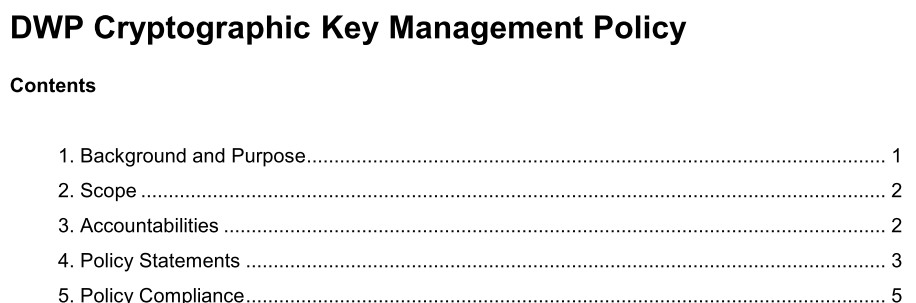 DWP Cryptographic Key Management Policy
Contents
1. Background and Purpose.......................................................................................................... 1
2. Scope ........................................................................................................................................ 2
3. Accountabilities ......................................................................................................................... 2
4. Policy Statements ..................................................................................................................... 3
5. Policy Compliance..................................................................................................................... 5